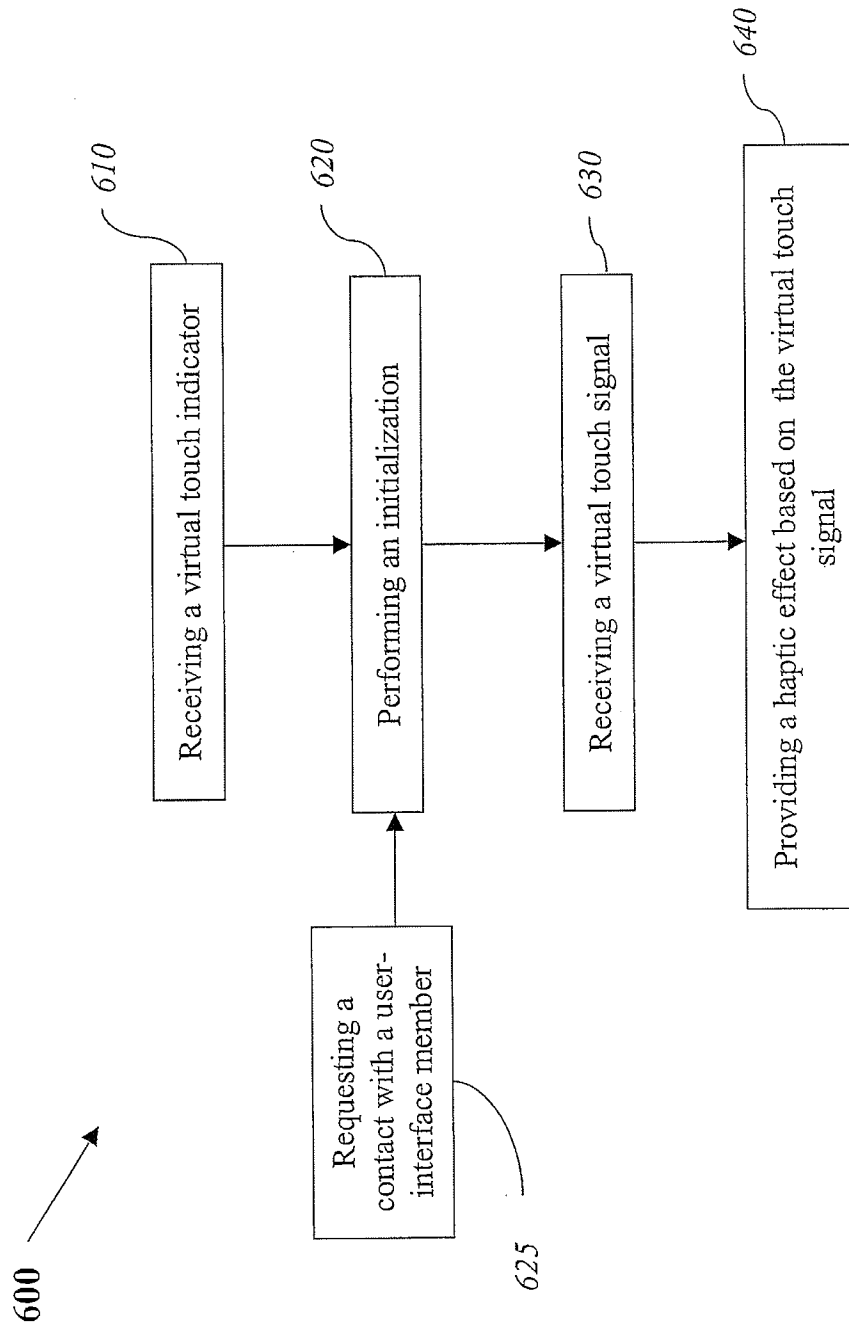 600
Receiving a virtual touch indicator
610
Performing an initialization
620
Requesting a
contact with a user-
interface member
625
Receiving a virtual touch signal
630
Providing a haptic effect based on the virtual touch
signal
640